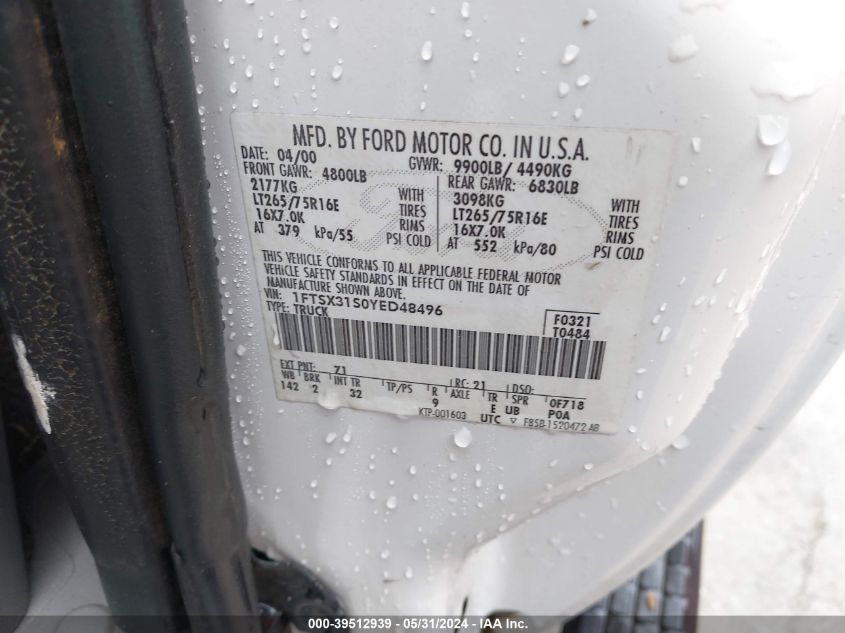 MFD. BY FORD MOTOR CO. IN U.S.A.
DATE: 04/00 GVWR: 9900LB/ 4490KG
FRONT GAWR: 4800LB REAR GAWR: 6830LB
2177KG WITH 3098KG WITH
LT265/75R16E TIRES LT265/75R16E TIRES
16X7.0K RIMS 16X7.0K RIMS
AT 379 kPa/55 PSI COLD AT 552 kPa/80 PSI COLD
THIS VEHICLE CONFORMS TO ALL APPLICABLE FEDERAL MOTOR
VEHICLE SAFETY STANDARDS IN EFFECT ON THE DATE OF
MANUFACTURE SHOWN ABOVE.
VIN: 1FTSX31S0YED48496 F0321
TYPE: TRUCK T0484
EXT PNT: Z1 RC: 21 DSO:
WB BRK INT TR TP/PS R AXLE TR SPR 0F718
142 2 32 9 E UB POA
KTP-001603 UTC ▽ F85B-1520472 AB
000-39512939 - 05/31/2024 - IAA Inc.